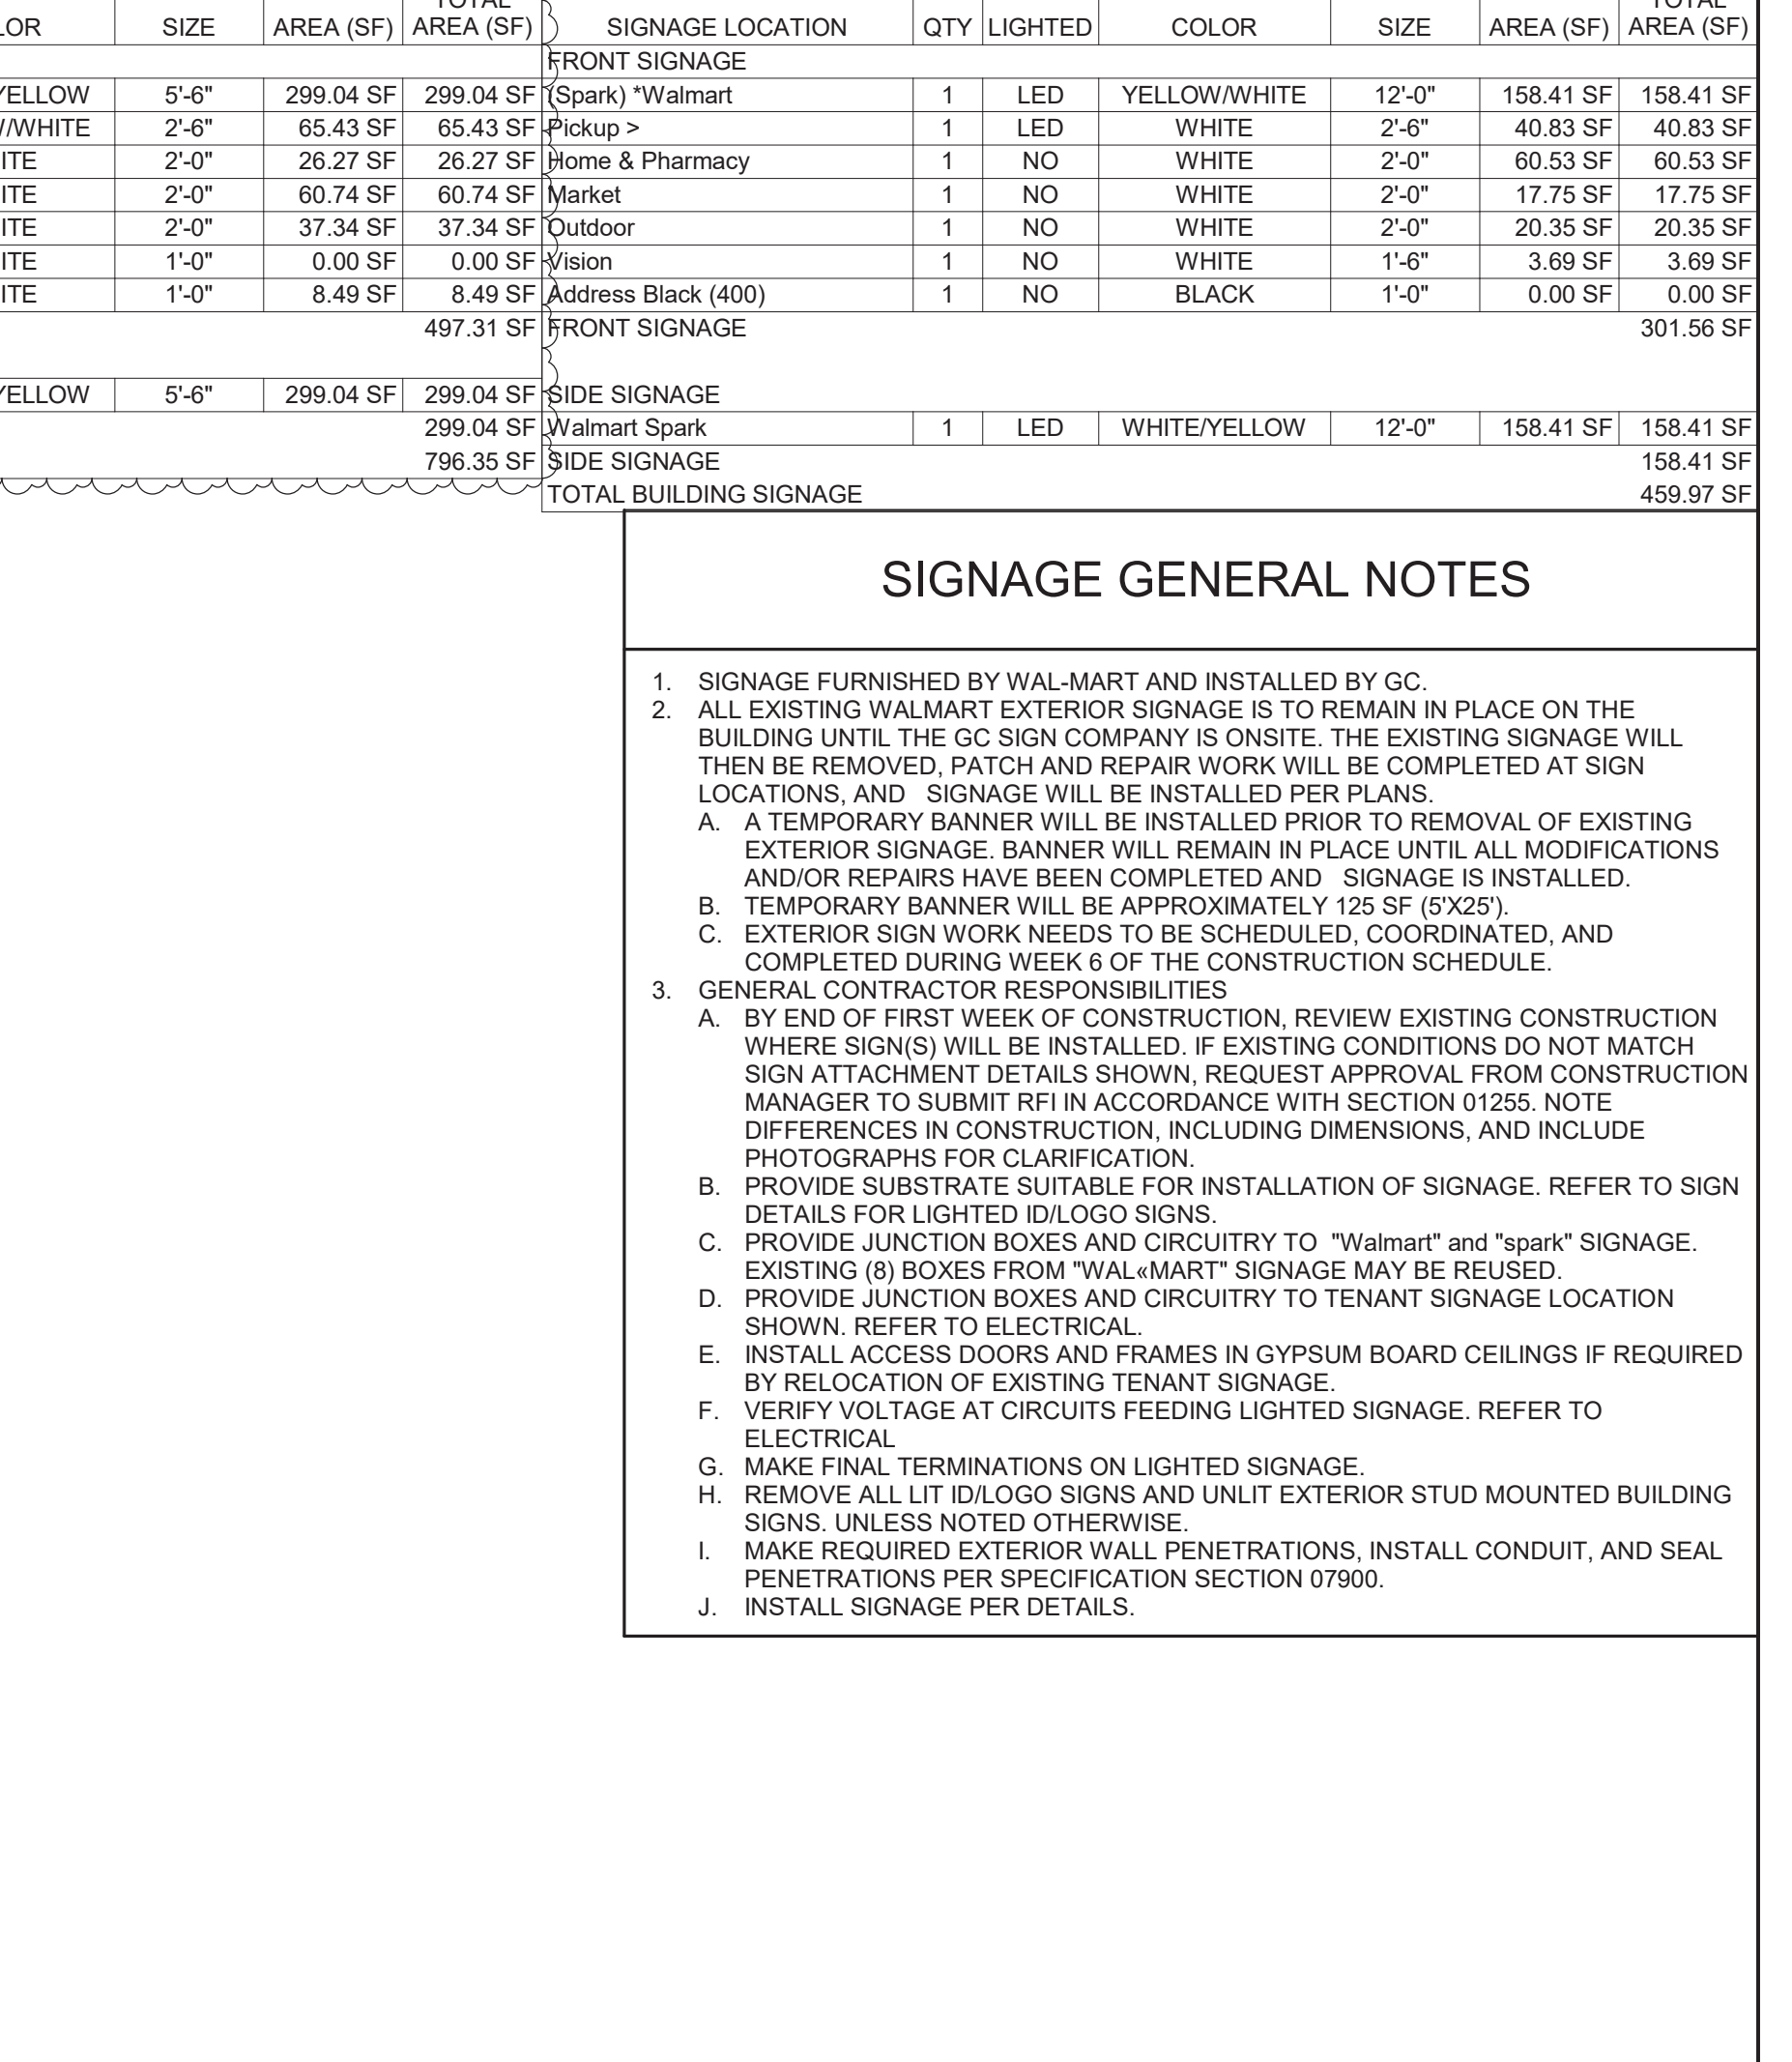 LOR SIZE AREA (SF) TOTAL AREA (SF) SIGNAGE LOCATION QTY LIGHTED COLOR SIZE AREA (SF) TOTAL AREA (SF)
FRONT SIGNAGE
YELLOW 5'-6" 299.04 SF 299.04 SF (Spark) *Walmart 1 LED YELLOW/WHITE 12'-0" 158.41 SF 158.41 SF
/WHITE 2'-6" 65.43 SF 65.43 SF Pickup > 1 LED WHITE 2'-6" 40.83 SF 40.83 SF
ITE 2'-0" 26.27 SF 26.27 SF Home & Pharmacy 1 NO WHITE 2'-0" 60.53 SF 60.53 SF
ITE 2'-0" 60.74 SF 60.74 SF Market 1 NO WHITE 2'-0" 17.75 SF 17.75 SF
ITE 2'-0" 37.34 SF 37.34 SF Outdoor 1 NO WHITE 2'-0" 20.35 SF 20.35 SF
ITE 1'-0" 0.00 SF 0.00 SF Vision 1 NO WHITE 1'-6" 3.69 SF 3.69 SF
ITE 1'-0" 8.49 SF 8.49 SF Address Black (400) 1 NO BLACK 1'-0" 0.00 SF 0.00 SF
497.31 SF FRONT SIGNAGE 301.56 SF
YELLOW 5'-6" 299.04 SF 299.04 SF SIDE SIGNAGE
299.04 SF Walmart Spark 1 LED WHITE/YELLOW 12'-0" 158.41 SF 158.41 SF
796.35 SF SIDE SIGNAGE 158.41 SF
TOTAL BUILDING SIGNAGE 459.97 SF
SIGNAGE GENERAL NOTES
1. SIGNAGE FURNISHED BY WAL-MART AND INSTALLED BY GC.
2. ALL EXISTING WALMART EXTERIOR SIGNAGE IS TO REMAIN IN PLACE ON THE
BUILDING UNTIL THE GC SIGN COMPANY IS ONSITE. THE EXISTING SIGNAGE WILL
THEN BE REMOVED, PATCH AND REPAIR WORK WILL BE COMPLETED AT SIGN
LOCATIONS, AND SIGNAGE WILL BE INSTALLED PER PLANS.
A. A TEMPORARY BANNER WILL BE INSTALLED PRIOR TO REMOVAL OF EXISTING
EXTERIOR SIGNAGE. BANNER WILL REMAIN IN PLACE UNTIL ALL MODIFICATIONS
AND/OR REPAIRS HAVE BEEN COMPLETED AND SIGNAGE IS INSTALLED.
B. TEMPORARY BANNER WILL BE APPROXIMATELY 125 SF (5'X25').
C. EXTERIOR SIGN WORK NEEDS TO BE SCHEDULED, COORDINATED, AND
COMPLETED DURING WEEK 6 OF THE CONSTRUCTION SCHEDULE.
3. GENERAL CONTRACTOR RESPONSIBILITIES
A. BY END OF FIRST WEEK OF CONSTRUCTION, REVIEW EXISTING CONSTRUCTION
WHERE SIGN(S) WILL BE INSTALLED. IF EXISTING CONDITIONS DO NOT MATCH
SIGN ATTACHMENT DETAILS SHOWN, REQUEST APPROVAL FROM CONSTRUCTION
MANAGER TO SUBMIT RFI IN ACCORDANCE WITH SECTION 01255. NOTE
DIFFERENCES IN CONSTRUCTION, INCLUDING DIMENSIONS, AND INCLUDE
PHOTOGRAPHS FOR CLARIFICATION.
B. PROVIDE SUBSTRATE SUITABLE FOR INSTALLATION OF SIGNAGE. REFER TO SIGN
DETAILS FOR LIGHTED ID/LOGO SIGNS.
C. PROVIDE JUNCTION BOXES AND CIRCUITRY TO "Walmart" and "spark" SIGNAGE.
EXISTING (8) BOXES FROM "WAL«MART" SIGNAGE MAY BE REUSED.
D. PROVIDE JUNCTION BOXES AND CIRCUITRY TO TENANT SIGNAGE LOCATION
SHOWN. REFER TO ELECTRICAL.
E. INSTALL ACCESS DOORS AND FRAMES IN GYPSUM BOARD CEILINGS IF REQUIRED
BY RELOCATION OF EXISTING TENANT SIGNAGE.
F. VERIFY VOLTAGE AT CIRCUITS FEEDING LIGHTED SIGNAGE. REFER TO
ELECTRICAL
G. MAKE FINAL TERMINATIONS ON LIGHTED SIGNAGE.
H. REMOVE ALL LIT ID/LOGO SIGNS AND UNLIT EXTERIOR STUD MOUNTED BUILDING
SIGNS. UNLESS NOTED OTHERWISE.
I. MAKE REQUIRED EXTERIOR WALL PENETRATIONS, INSTALL CONDUIT, AND SEAL
PENETRATIONS PER SPECIFICATION SECTION 07900.
J. INSTALL SIGNAGE PER DETAILS.